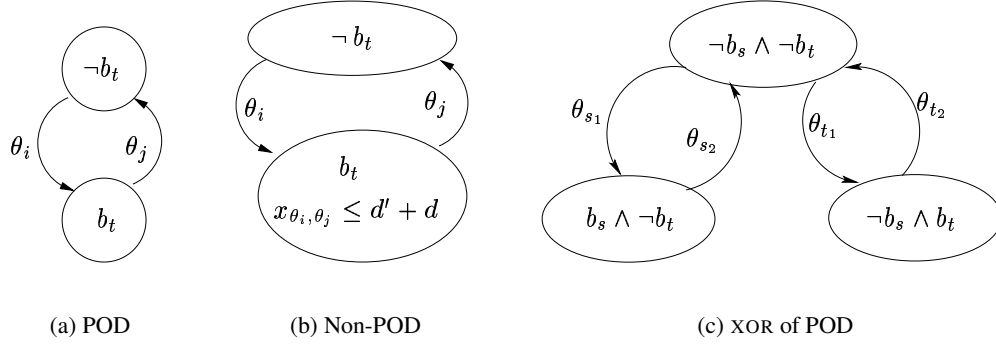 ¬b_t
θ_i
θ_j
b_t
(a) POD
¬ b_t
θ_i
θ_j
b_t
x_{θ_i,θ_j} ≤ d′ + d
(b) Non-POD
¬b_s ∧ ¬b_t
θ_{s_1}
θ_{s_2}
θ_{t_1}
θ_{t_2}
b_s ∧ ¬b_t
¬b_s ∧ b_t
(c) XOR of POD